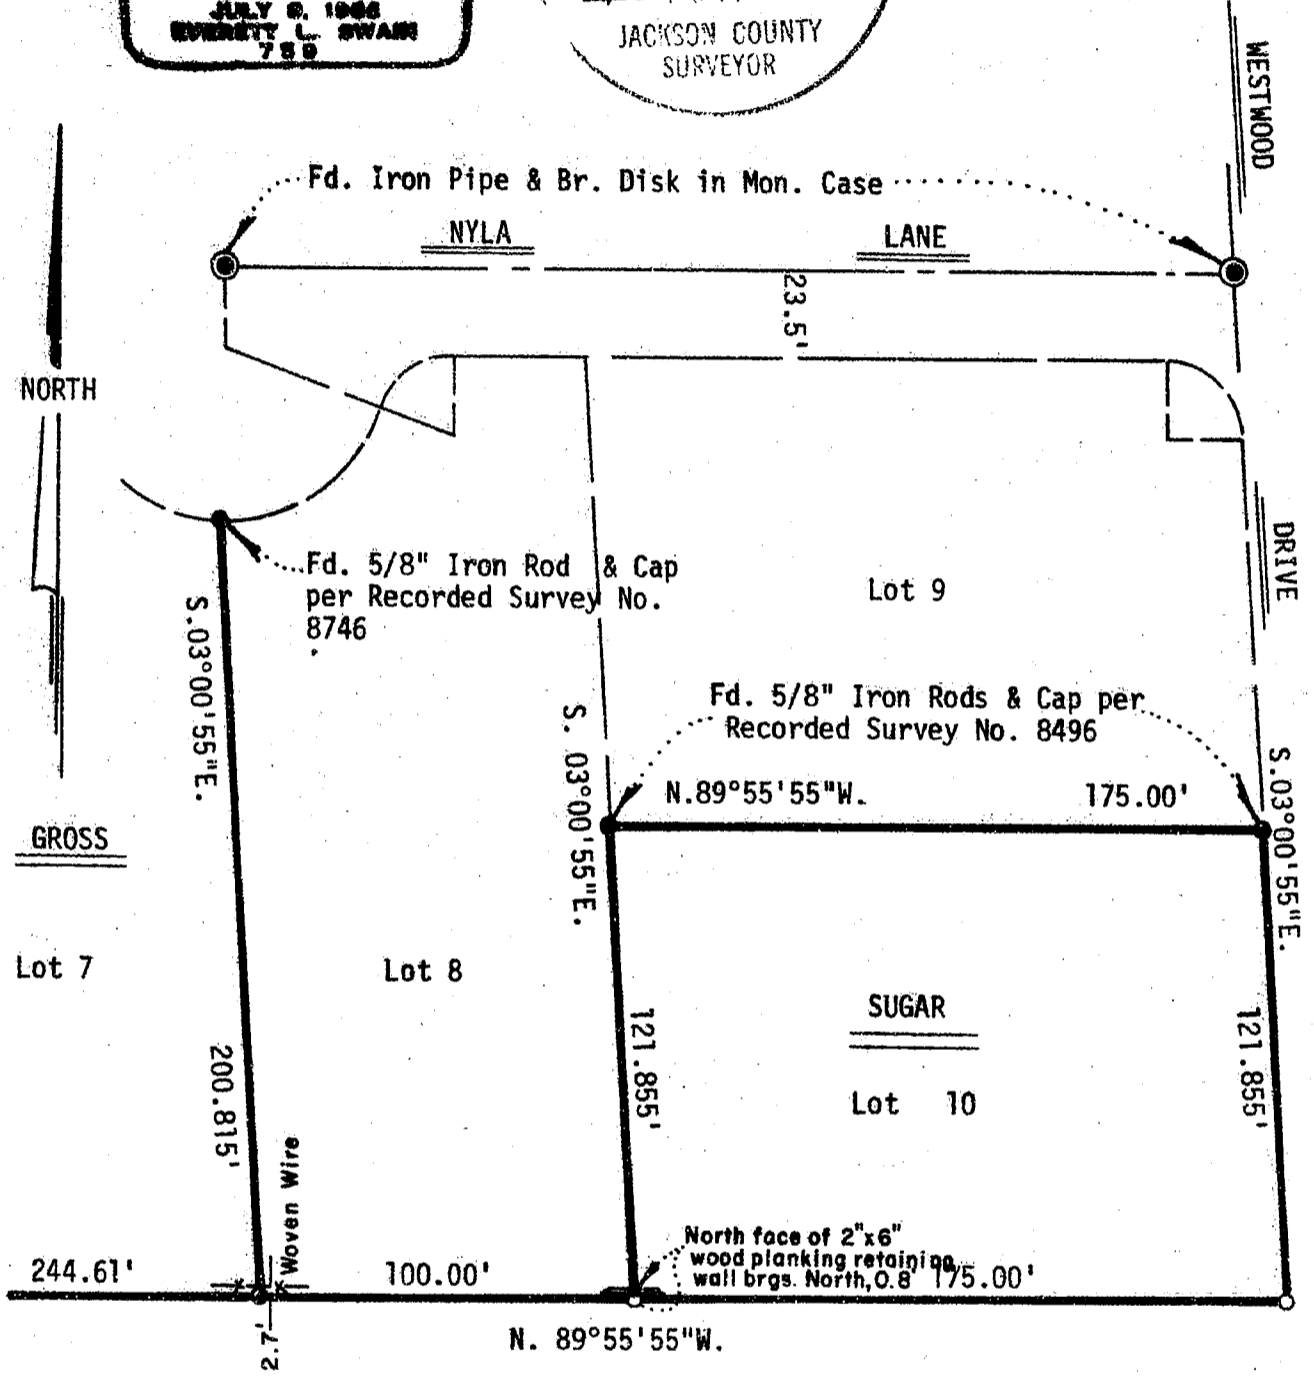 JULY 8, 1966
EVERETT L. SWAIN
759
JACKSON COUNTY
SURVEYOR
WESTWOOD
Fd. Iron Pipe & Br. Disk in Mon. Case
NYLA LANE
23.5'
NORTH
Fd. 5/8" Iron Rod & Cap
per Recorded Survey No.
8746
Lot 9
DRIVE
S.03°00'55"E.
Fd. 5/8" Iron Rods & Cap per
Recorded Survey No. 8496
S. 03°00'55"E.
N.89°55'55"W. 175.00'
S.03°00'55"E.
GROSS
Lot 7
Lot 8
SUGAR
Lot 10
200.815'
121.855'
121.855'
Woven Wire
North face of 2"x6"
wood planking retaining
wall brgs. North, 0.8'
244.61'
100.00'
175.00'
2.7'
N. 89°55'55"W.